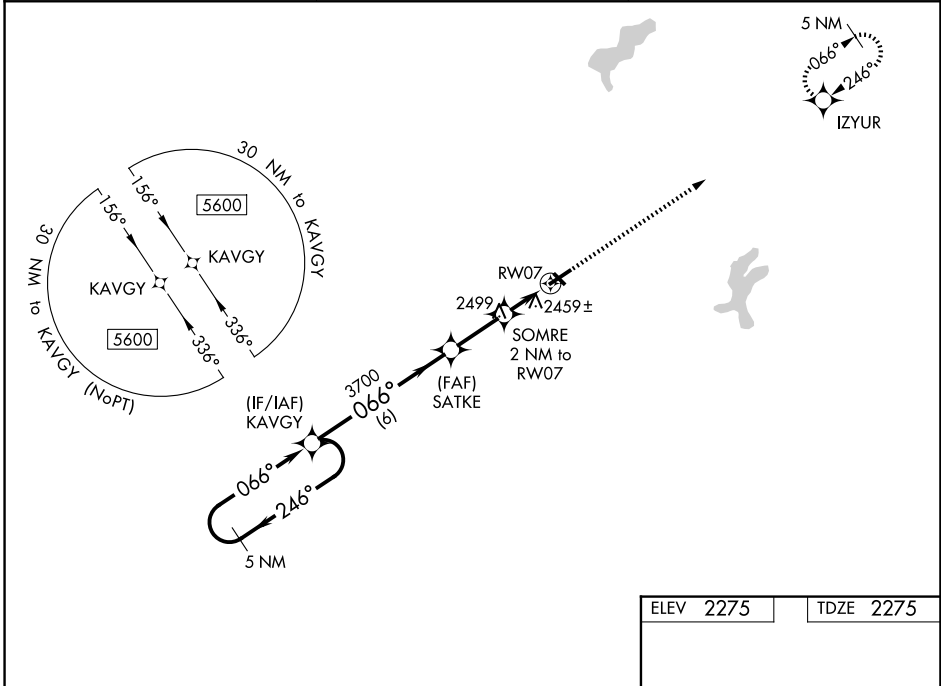 5 NM
066°
246°
IZYUR
30 NM to KAVGY
156°
5600
KAVGY
336°
30 NM to KAVGY (NoPT)
156°
KAVGY
5600
336°
RW07
2499
2459±
SOMRE
2 NM to
RW07
(FAF)
SATKE
3700
066°
(6)
(IF/IAF)
KAVGY
066°
246°
5 NM
ELEV 2275
TDZE 2275